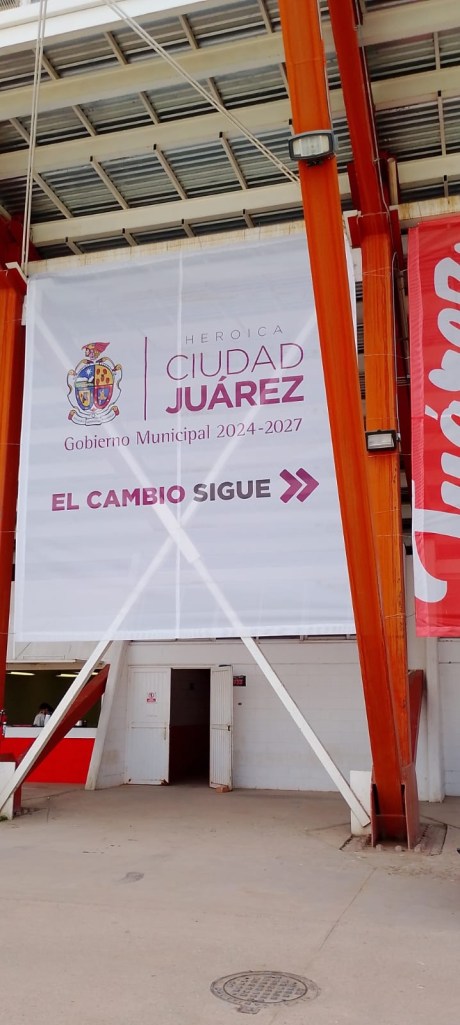 HEROICA
CIUDAD
JUÁREZ
Gobierno Municipal 2024-2027
EL CAMBIO SIGUE